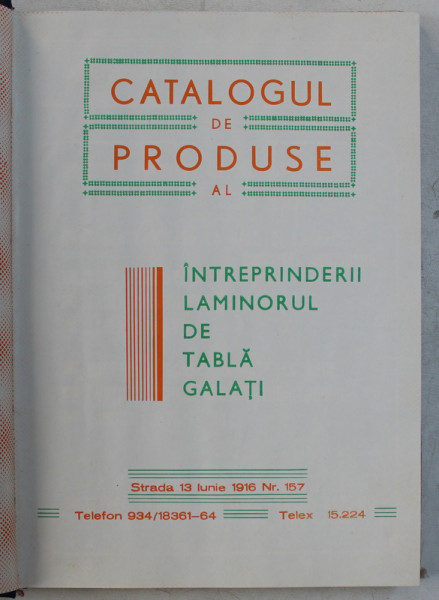 CATALOGUL
DE
PRODUSE
AL
ÎNTREPRINDERII
LAMINORUL
DE
TABLĂ
GALAȚI
Strada 13 Iunie 1916 Nr. 157
Telefon 934/18361-64 Telex 15.224